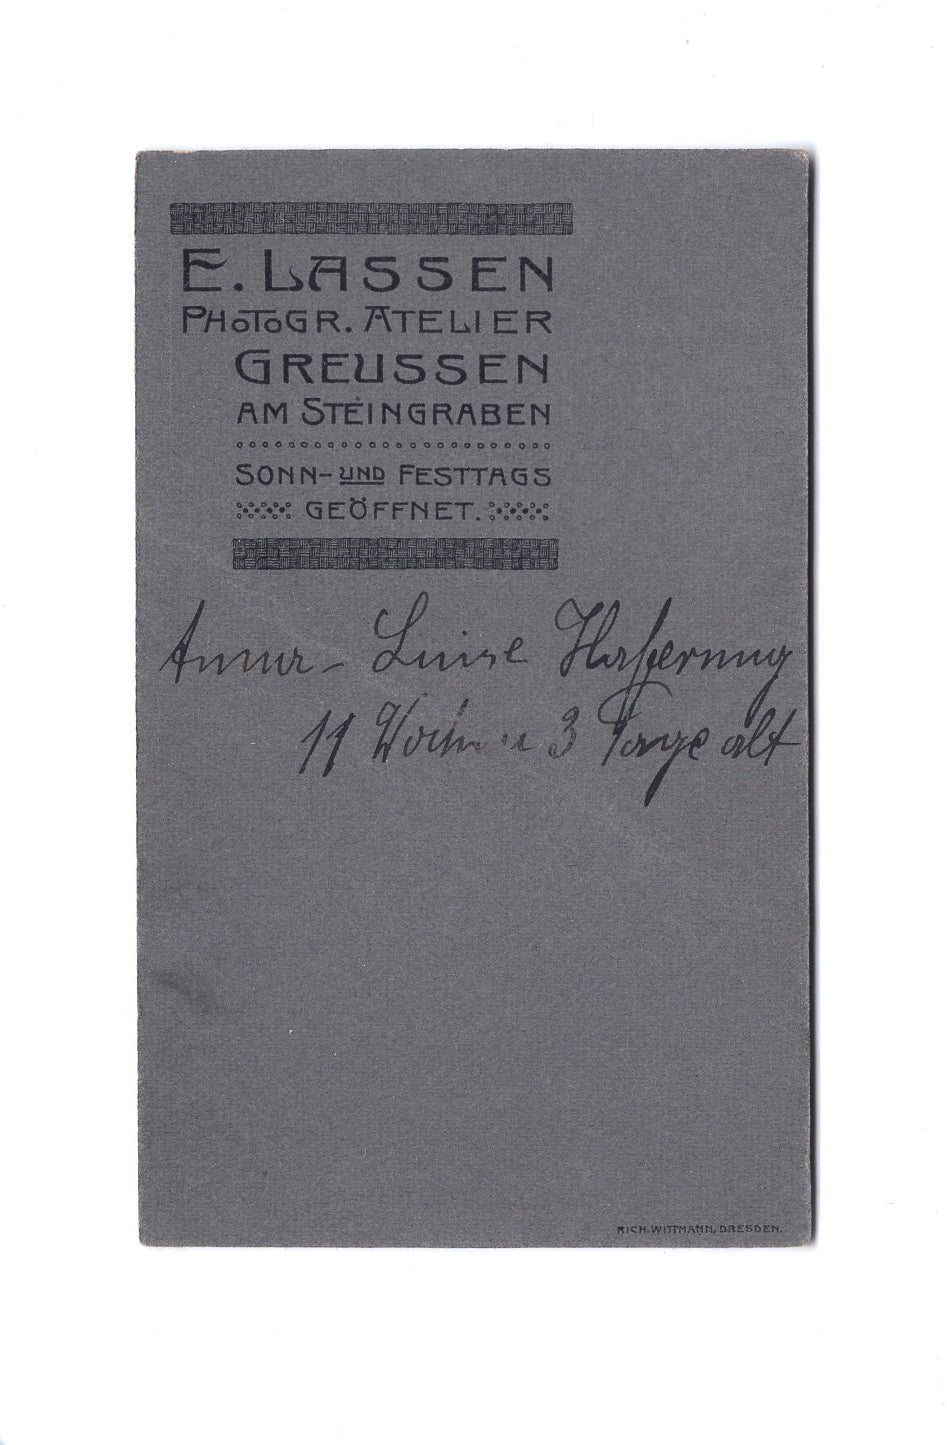 E. LASSEN
PHOTOGR. ATELIER
GREUSSEN
AM STEINGRABEN
SONN- UND FESTTAGS
GEÖFFNET.
Anna- Luise
11 Wochen u 3 Tage alt
RICH. WITTMANN, DRESDEN.